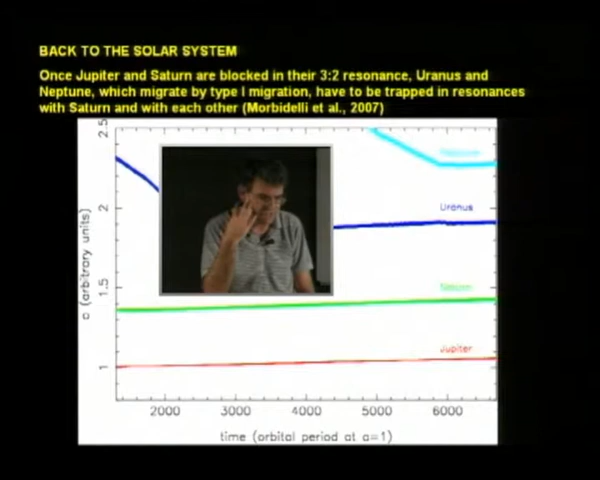 BACK TO THE SOLAR SYSTEM
Once Jupiter and Saturn are blocked in their 3:2 resonance, Uranus and
Neptune, which migrate by type I migration, have to be trapped in resonances
with Saturn and with each other (Morbidelli et al., 2007)
2.5
2
Uranus
a (arbitrary units)
1.5
Saturn
Jupiter
1
2000 3000 4000 5000 6000
time (orbital period at a=1)